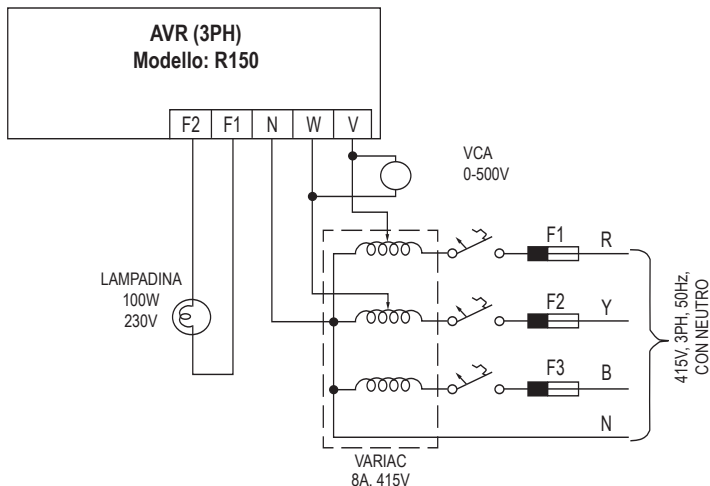 AVR (3PH)
Modello: R150
F2 F1 N W V
VCA
0-500V
LAMPADINA
100W
230V
F1 R
F2 Y
F3 B
N
415V, 3PH, 50Hz,
CON NEUTRO
VARIAC
8A, 415V